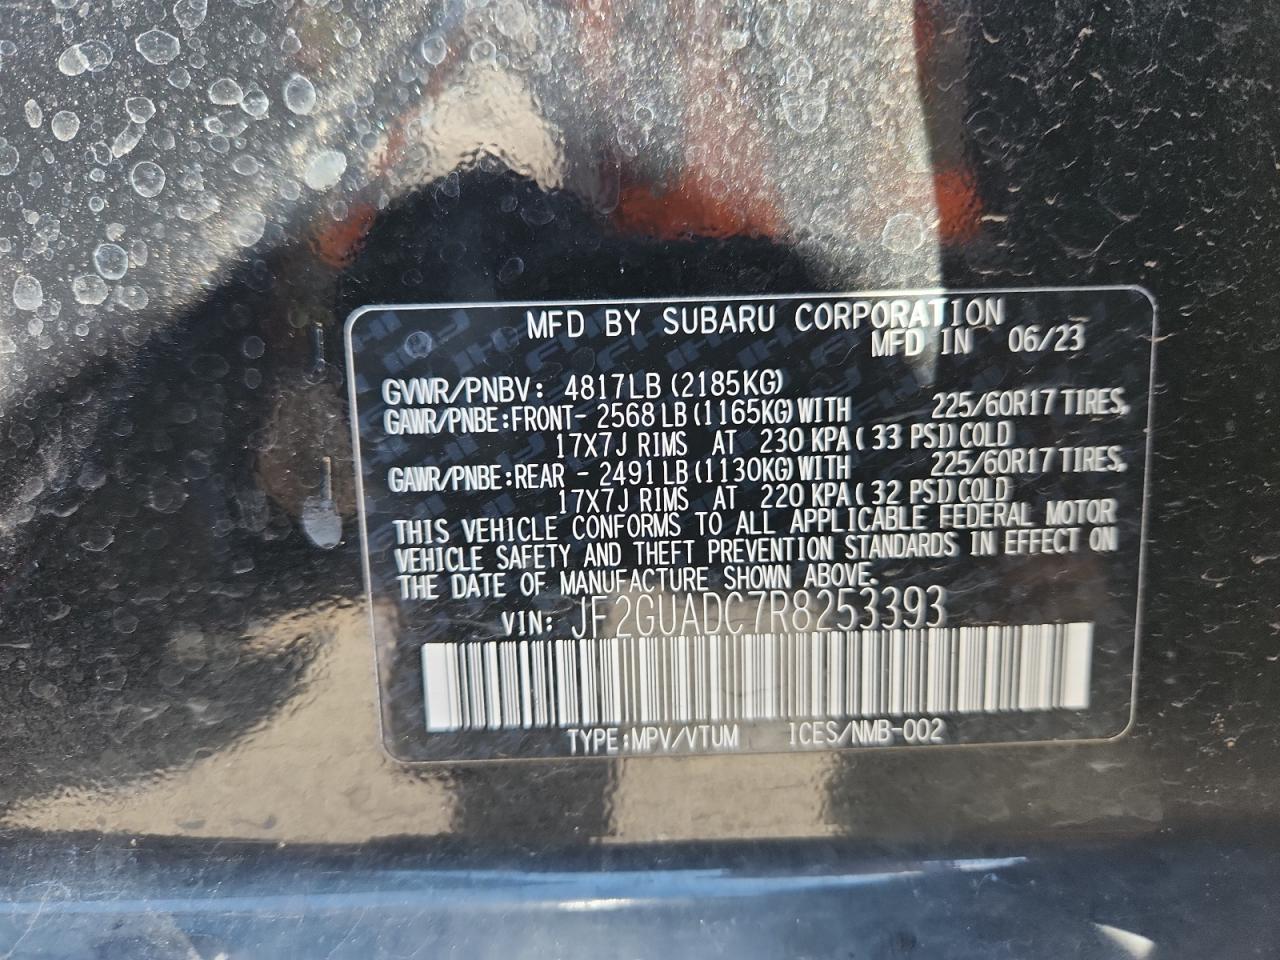 MFD BY SUBARU CORPORATION
MFD IN 06/23
GVWR/PNBV: 4817LB (2185KG)
GAWR/PNBE:FRONT- 2568 LB (1165KG) WITH 225/60R17 TIRES,
17X7J RIMS AT 230 KPA ( 33 PSI) COLD
GAWR/PNBE:REAR - 2491 LB (1130KG) WITH 225/60R17 TIRES,
17X7J RIMS AT 220 KPA ( 32 PSI) COLD
THIS VEHICLE CONFORMS TO ALL APPLICABLE FEDERAL MOTOR
VEHICLE SAFETY AND THEFT PREVENTION STANDARDS IN EFFECT ON
THE DATE OF MANUFACTURE SHOWN ABOVE.
VIN: JF2GUADC7R8253393
TYPE:MPV/VTUM ICES/NMB-002